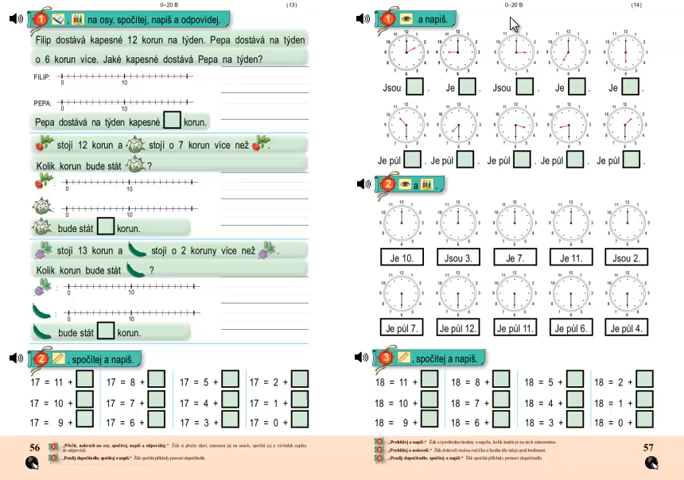 0–20 B
(13)
1 na osy, spočítej, napiš a odpovídej.
Filip dostává kapesné 12 korun na týden. Pepa dostává na týden
o 6 korun více. Jaké kapesné dostává Pepa na týden?
FILIP:
0 10
PEPA:
0 10
Pepa dostává na týden kapesné korun.
stojí 12 korun a stojí o 7 korun více než .
Kolik korun bude stát ?
:
0 10
:
0 10
bude stát korun.
stojí 13 korun a stojí o 2 koruny více než .
Kolik korun bude stát ?
:
0 10
:
0 10
bude stát korun.
2 , spočítej a napiš.
17 = 11 + 17 = 8 + 17 = 5 + 17 = 2 +
17 = 10 + 17 = 7 + 17 = 4 + 17 = 1 +
17 = 9 + 17 = 6 + 17 = 3 + 17 = 0 +
56
0–20 B
(14)
1 a napiš.
Jsou . Je . Jsou . Je . Je .
Je půl . Je půl . Je půl . Je půl . Je půl .
2 a .
Je 10. Jsou 3. Je 7. Je 11. Jsou 2.
Je půl 7. Je půl 12. Je půl 11. Je půl 6. Je půl 4.
3 , spočítej a napiš.
18 = 11 + 18 = 8 + 18 = 5 + 18 = 2 +
18 = 10 + 18 = 7 + 18 = 4 + 18 = 1 +
18 = 9 + 18 = 6 + 18 = 3 + 18 = 0 +
57